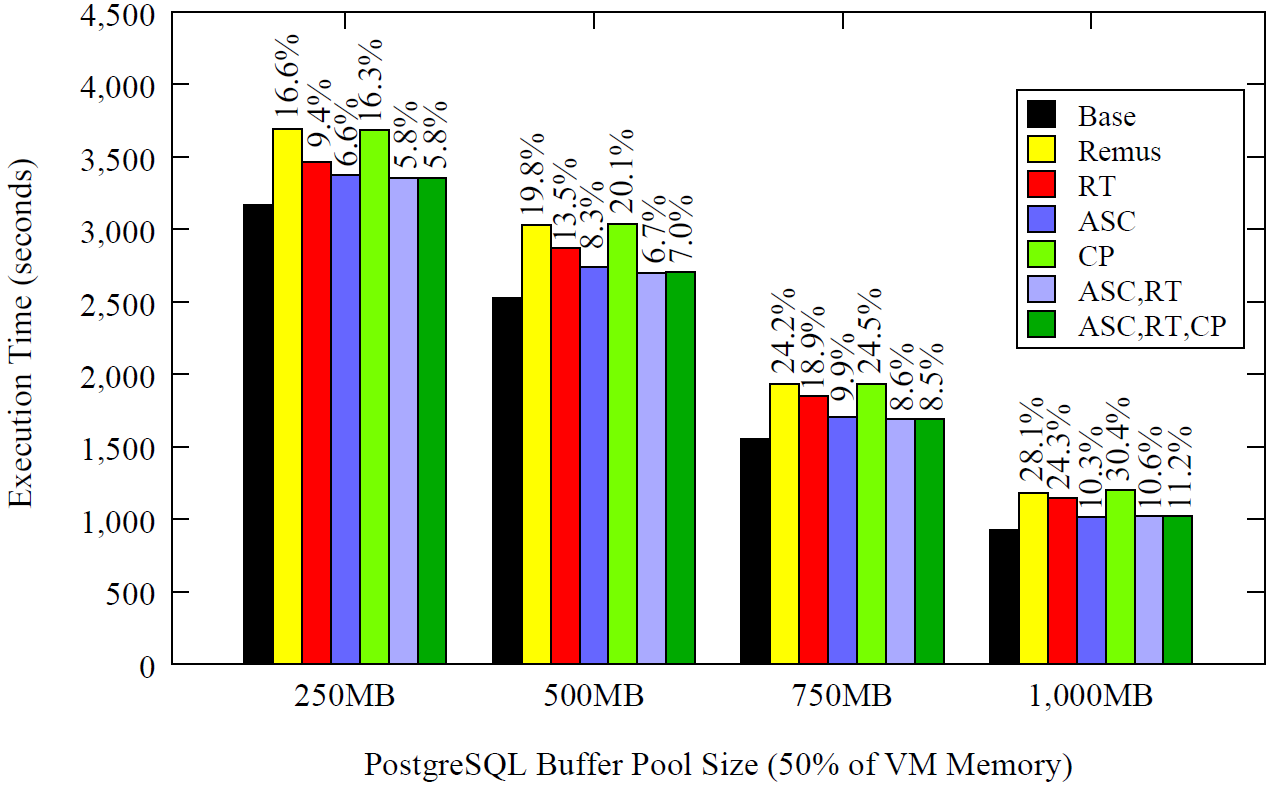 4,500
4,000
3,500
3,000
2,500
2,000
1,500
1,000
500
0
Execution Time (seconds)
16.6%
9.4%
6.6%
16.3%
5.8%
5.8%
19.8%
13.5%
8.3%
20.1%
6.7%
7.0%
24.2%
18.9%
9.9%
24.5%
8.6%
8.5%
28.1%
24.3%
10.3%
30.4%
10.6%
11.2%
Base
Remus
RT
ASC
CP
ASC,RT
ASC,RT,CP
250MB
500MB
750MB
1,000MB
PostgreSQL Buffer Pool Size (50% of VM Memory)